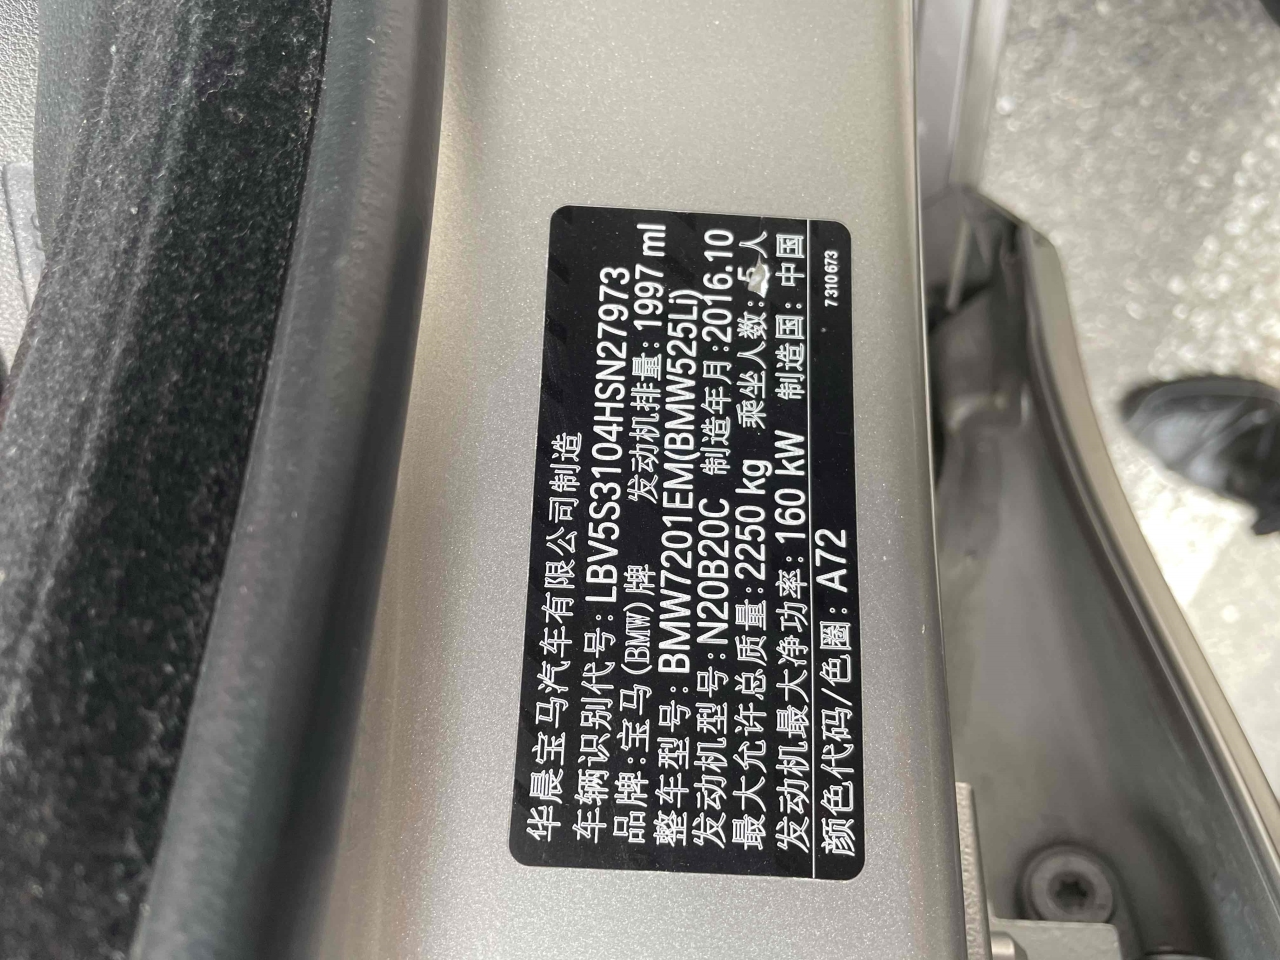 华晨宝马汽车有限公司制造
车辆识别代号：LBV5S3104HSN27973
品牌：宝马(BMW)牌 发动机排量：1997 ml
整车型号：BMW7201EM(BMW525Li)
发动机型号：N20B20C 制造年月：2016.10
最大允许总质量：2250 kg 乘坐人数：5人
发动机最大净功率：160 kW 制造国：中国
颜色代码/色圈：A72
7 310 673